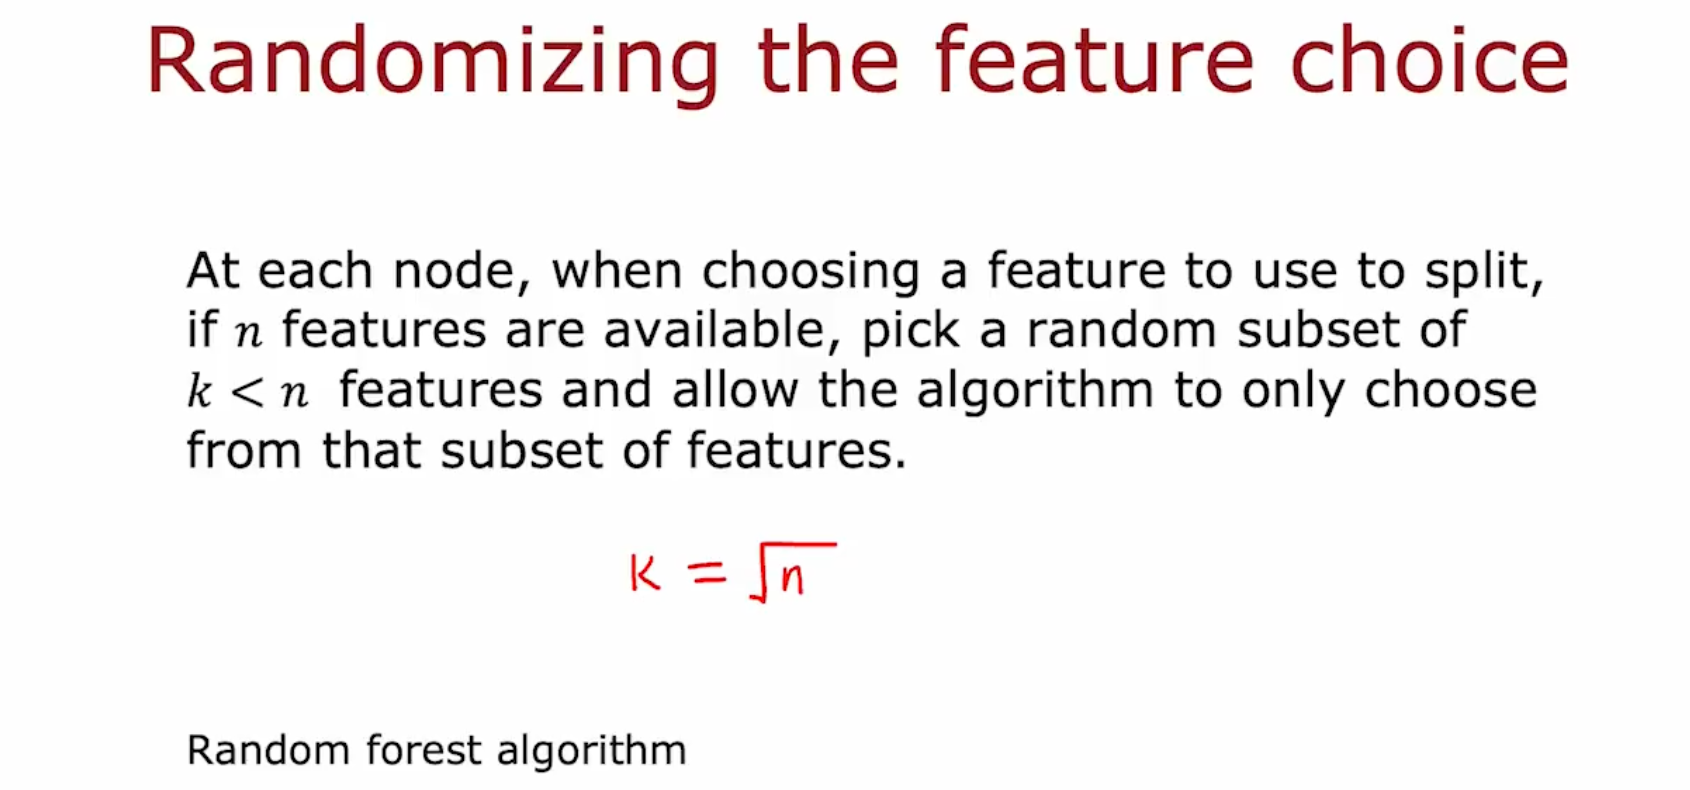 Randomizing the feature choice
At each node, when choosing a feature to use to split,
if n features are available, pick a random subset of
k < n features and allow the algorithm to only choose
from that subset of features.
K = √n
Random forest algorithm